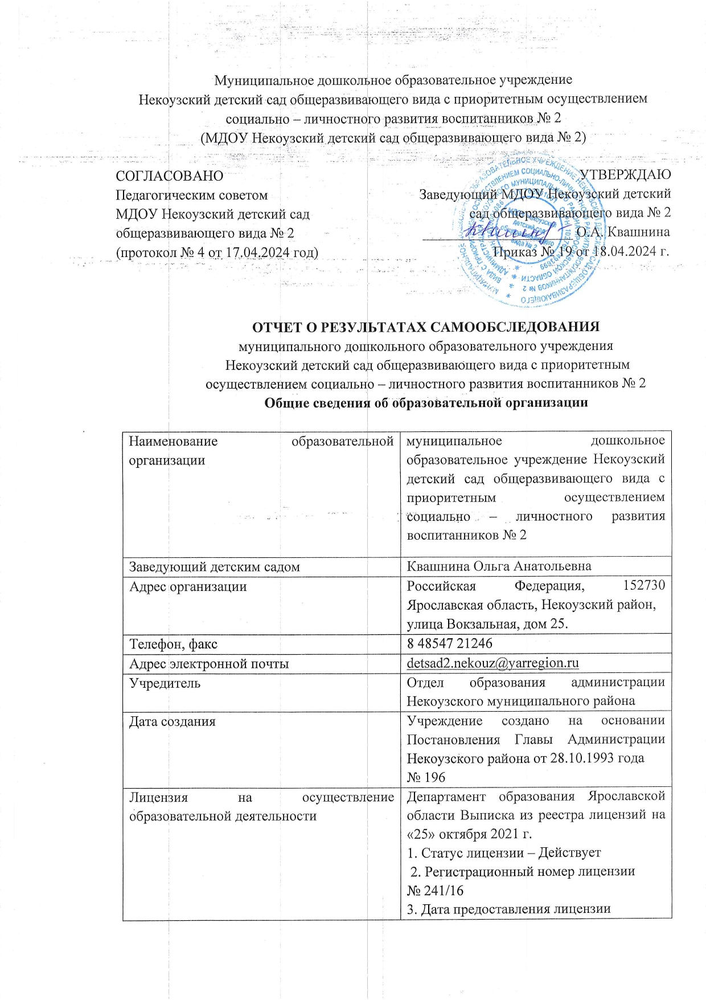 Муниципальное дошкольное образовательное учреждение
Некоузский детский сад общеразвивающего вида с приоритетным осуществлением
социально – личностного развития воспитанников № 2
(МДОУ Некоузский детский сад общеразвивающего вида № 2)
СОГЛАСОВАНО
Педагогическим советом
МДОУ Некоузский детский сад
общеразвивающего вида № 2
(протокол № 4 от 17.04.2024 год)
УТВЕРЖДАЮ
Заведующий МДОУ Некоузский детский
сад общеразвивающего вида № 2
О.А. Квашнина
Приказ № 19 от 18.04.2024 г.
МДОУ Некоузский
детский сад
общеразвивающего
вида № 2
ОТЧЕТ О РЕЗУЛЬТАТАХ САМООБСЛЕДОВАНИЯ
муниципального дошкольного образовательного учреждения
Некоузский детский сад общеразвивающего вида с приоритетным
осуществлением социально – личностного развития воспитанников № 2
Общие сведения об образовательной организации
Наименование образовательной
организации
муниципальное дошкольное
образовательное учреждение Некоузский
детский сад общеразвивающего вида с
приоритетным осуществлением
социально – личностного развития
воспитанников № 2
Заведующий детским садом
Квашнина Ольга Анатольевна
Адрес организации
Российская Федерация, 152730
Ярославская область, Некоузский район,
улица Вокзальная, дом 25.
Телефон, факс
8 48547 21246
Адрес электронной почты
detsad2.nekouz@yarregion.ru
Учредитель
Отдел образования администрации
Некоузского муниципального района
Дата создания
Учреждение создано на основании
Постановления Главы Администрации
Некоузского района от 28.10.1993 года
№ 196
Лицензия на осуществление
образовательной деятельности
Департамент образования Ярославской
области Выписка из реестра лицензий на
«25» октября 2021 г.
1. Статус лицензии – Действует
2. Регистрационный номер лицензии
№ 241/16
3. Дата предоставления лицензии